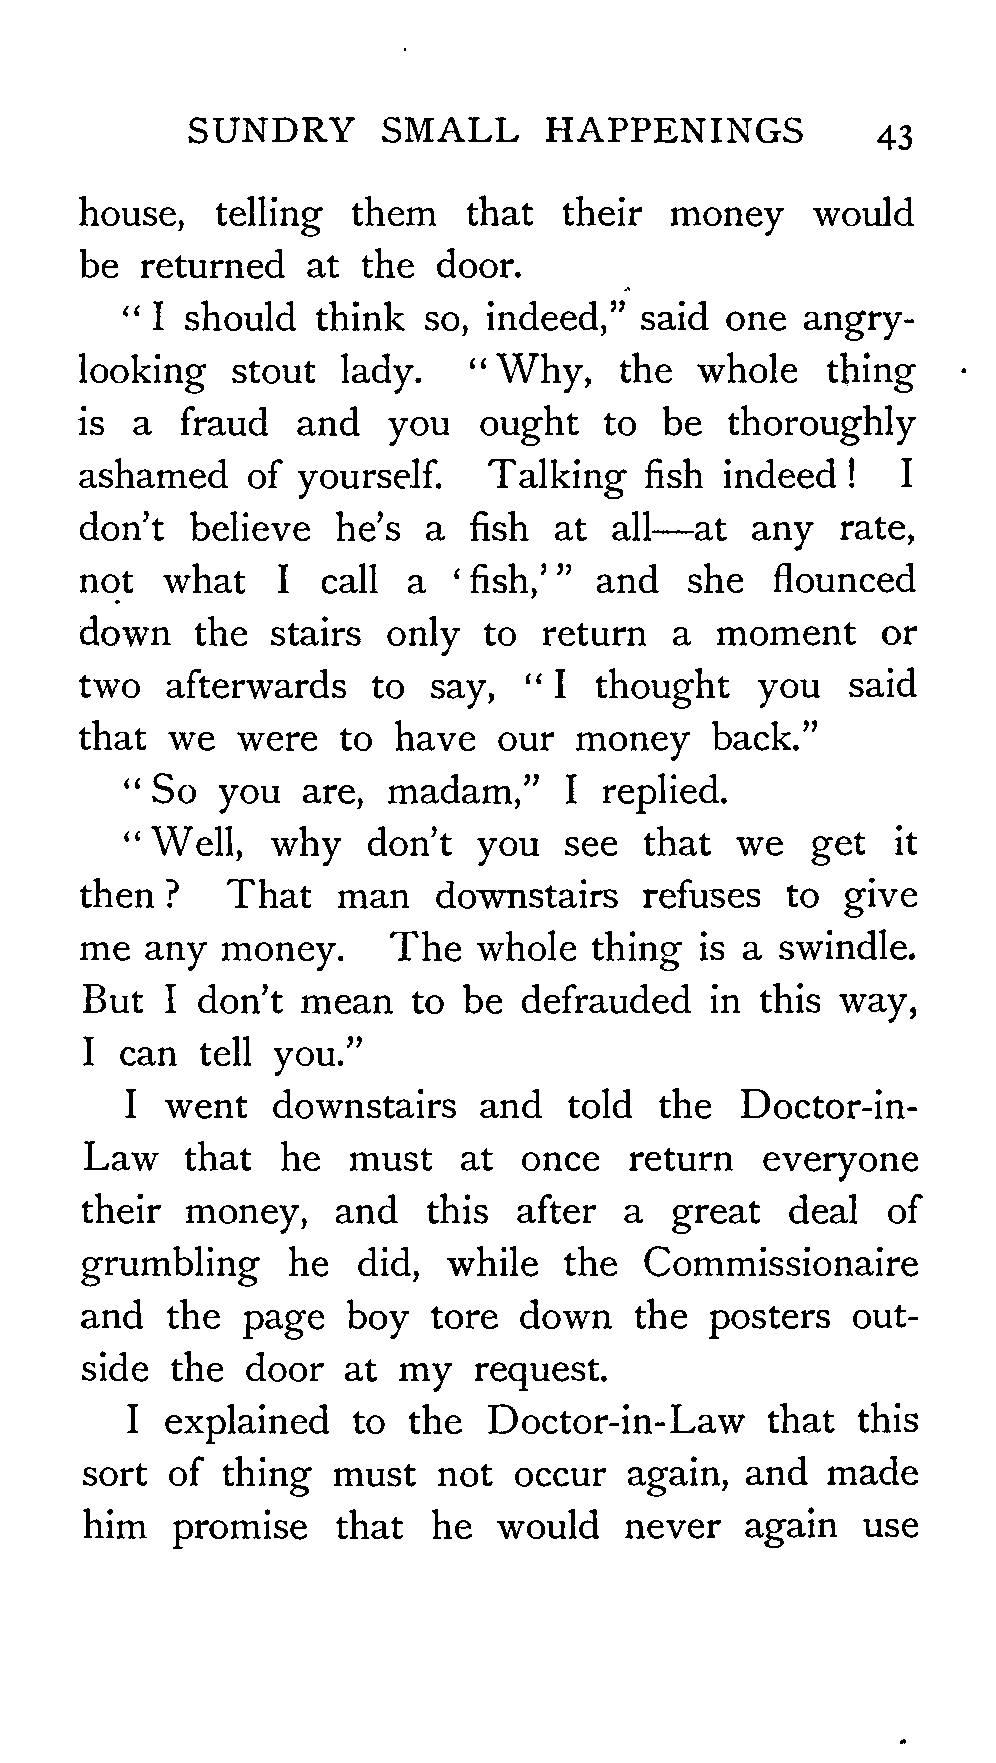 SUNDRY SMALL HAPPENINGS 43
house, telling them that their money would
be returned at the door.
“I should think so, indeed,” said one angry-
looking stout lady. “Why, the whole thing
is a fraud and you ought to be thoroughly
ashamed of yourself. Talking fish indeed! I
don’t believe he’s a fish at all—at any rate,
not what I call a ‘fish,’” and she flounced
down the stairs only to return a moment or
two afterwards to say, “I thought you said
that we were to have our money back.”
“So you are, madam,” I replied.
“Well, why don’t you see that we get it
then? That man downstairs refuses to give
me any money. The whole thing is a swindle.
But I don’t mean to be defrauded in this way,
I can tell you.”
I went downstairs and told the Doctor-in-
Law that he must at once return everyone
their money, and this after a great deal of
grumbling he did, while the Commissionaire
and the page boy tore down the posters out-
side the door at my request.
I explained to the Doctor-in-Law that this
sort of thing must not occur again, and made
him promise that he would never again use